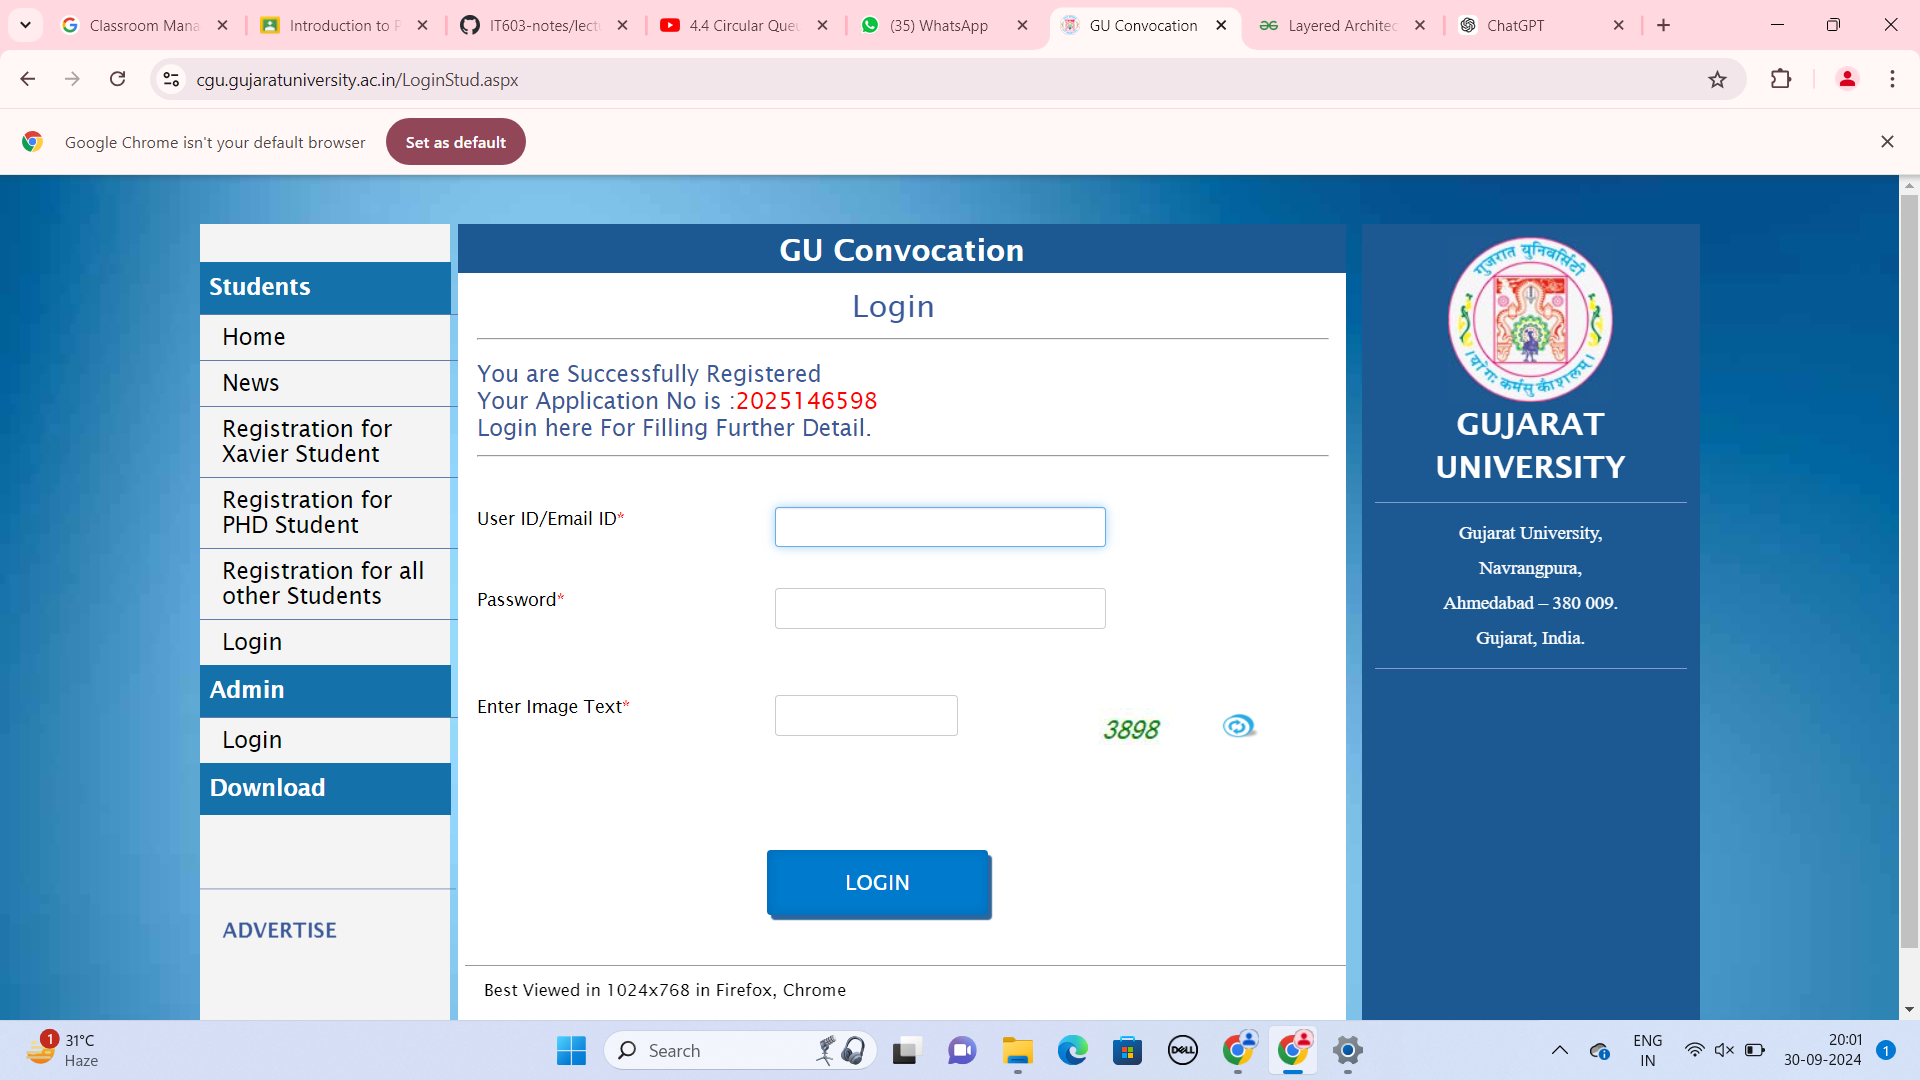 Classroom Mana
Introduction to P
IT603-notes/lectu
4.4 Circular Queu
(35) WhatsApp
GU Convocation
Layered Architec
ChatGPT
cgu.gujaratuniversity.ac.in/LoginStud.aspx
Google Chrome isn't your default browser
Set as default
Students
Home
News
Registration for
Xavier Student
Registration for
PHD Student
Registration for all
other Students
Login
Admin
Login
Download
ADVERTISE
GU Convocation
Login
You are Successfully Registered
Your Application No is :2025146598
Login here For Filling Further Detail.
User ID/Email ID*
Password*
Enter Image Text*
3898
LOGIN
Best Viewed in 1024x768 in Firefox, Chrome
गुजरात युनिवर्सिटी
।योगः कर्मसु कौशलम्।
GUJARAT
UNIVERSITY
Gujarat University,
Navrangpura,
Ahmedabad – 380 009.
Gujarat, India.
1
31°C
Haze
Search
DELL
ENG
IN
20:01
30-09-2024
1